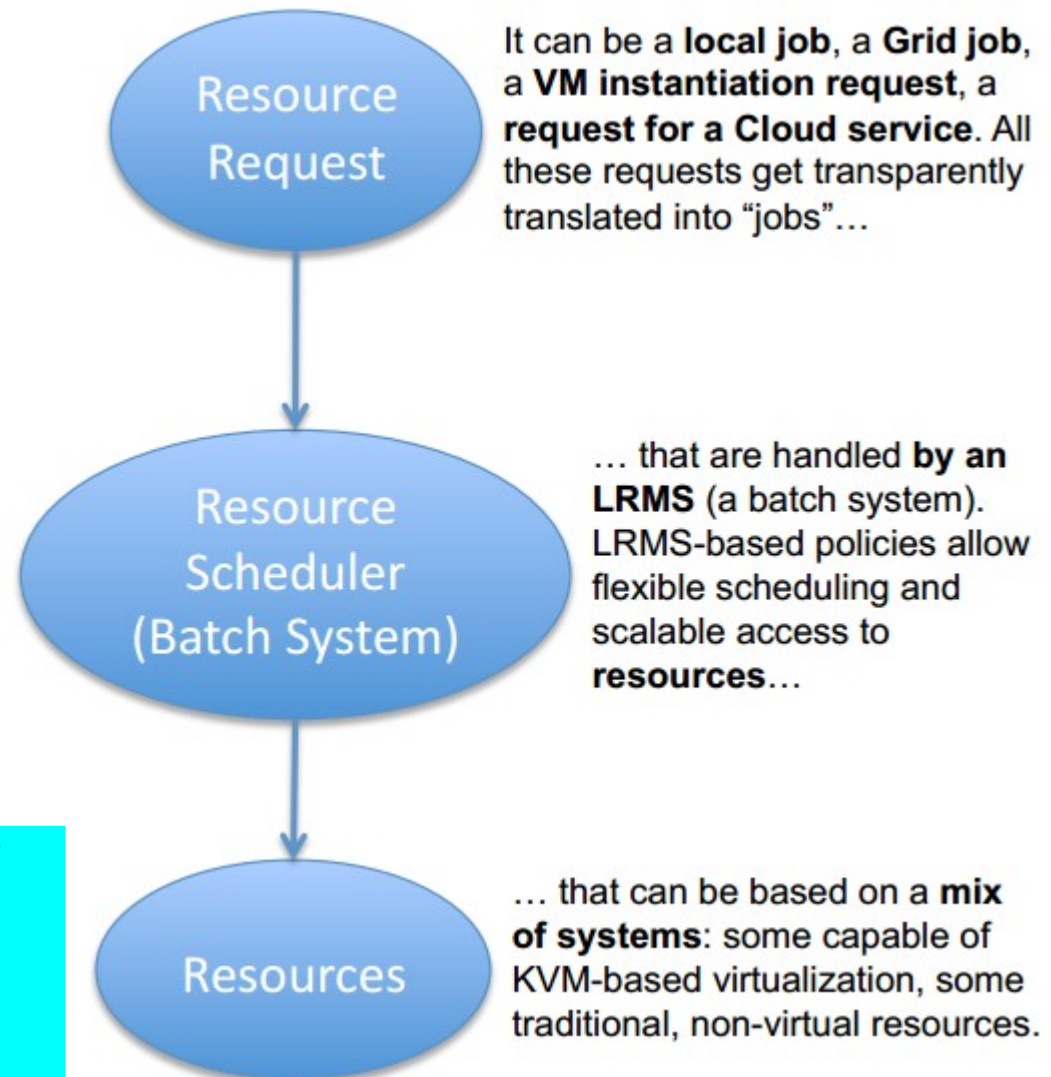 Resource
Request
It can be a local job, a Grid job,
a VM instantiation request, a
request for a Cloud service. All
these requests get transparently
translated into “jobs”…
Resource
Scheduler
(Batch System)
… that are handled by an
LRMS (a batch system).
LRMS-based policies allow
flexible scheduling and
scalable access to
resources…
Resources
… that can be based on a mix
of systems: some capable of
KVM-based virtualization, some
traditional, non-virtual resources.